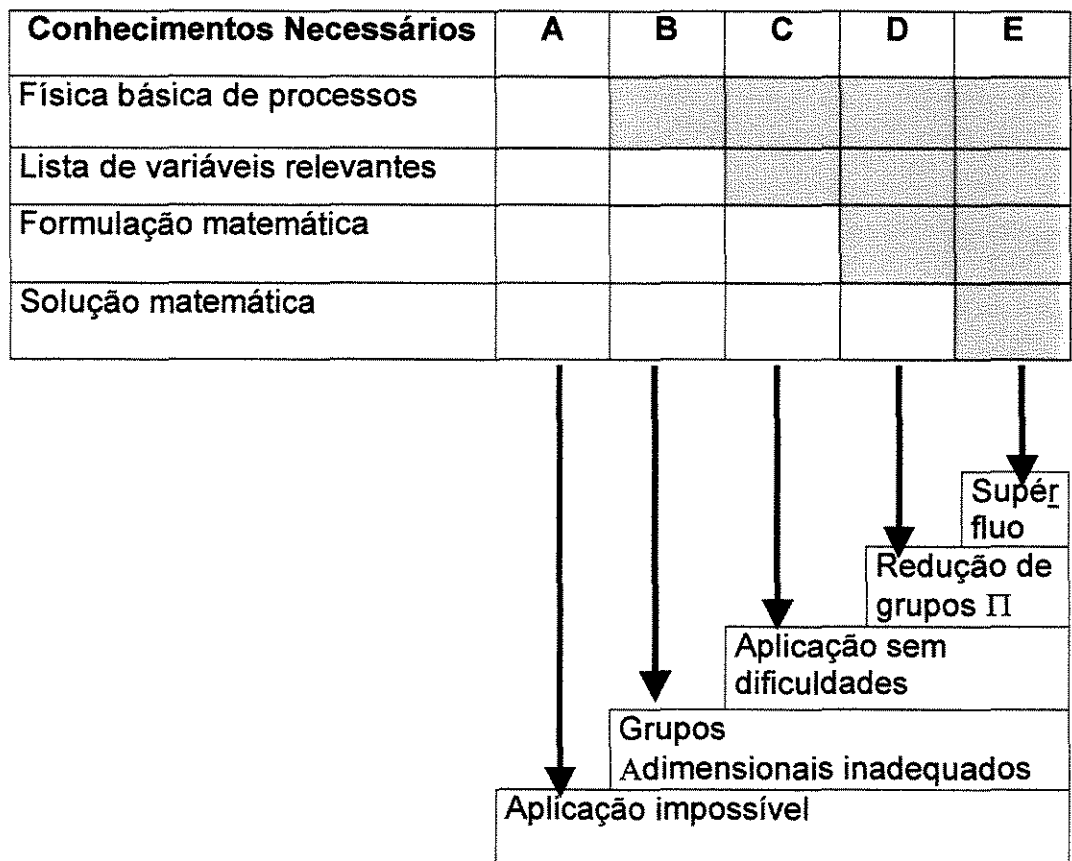 Conhecimentos Necessários A B C D E
Física básica de processos
Lista de variáveis relevantes
Formulação matemática
Solução matemática
Supér
fluo
Redução de
grupos Π
Aplicação sem
dificuldades
Grupos
Adimensionais inadequados
Aplicação impossível